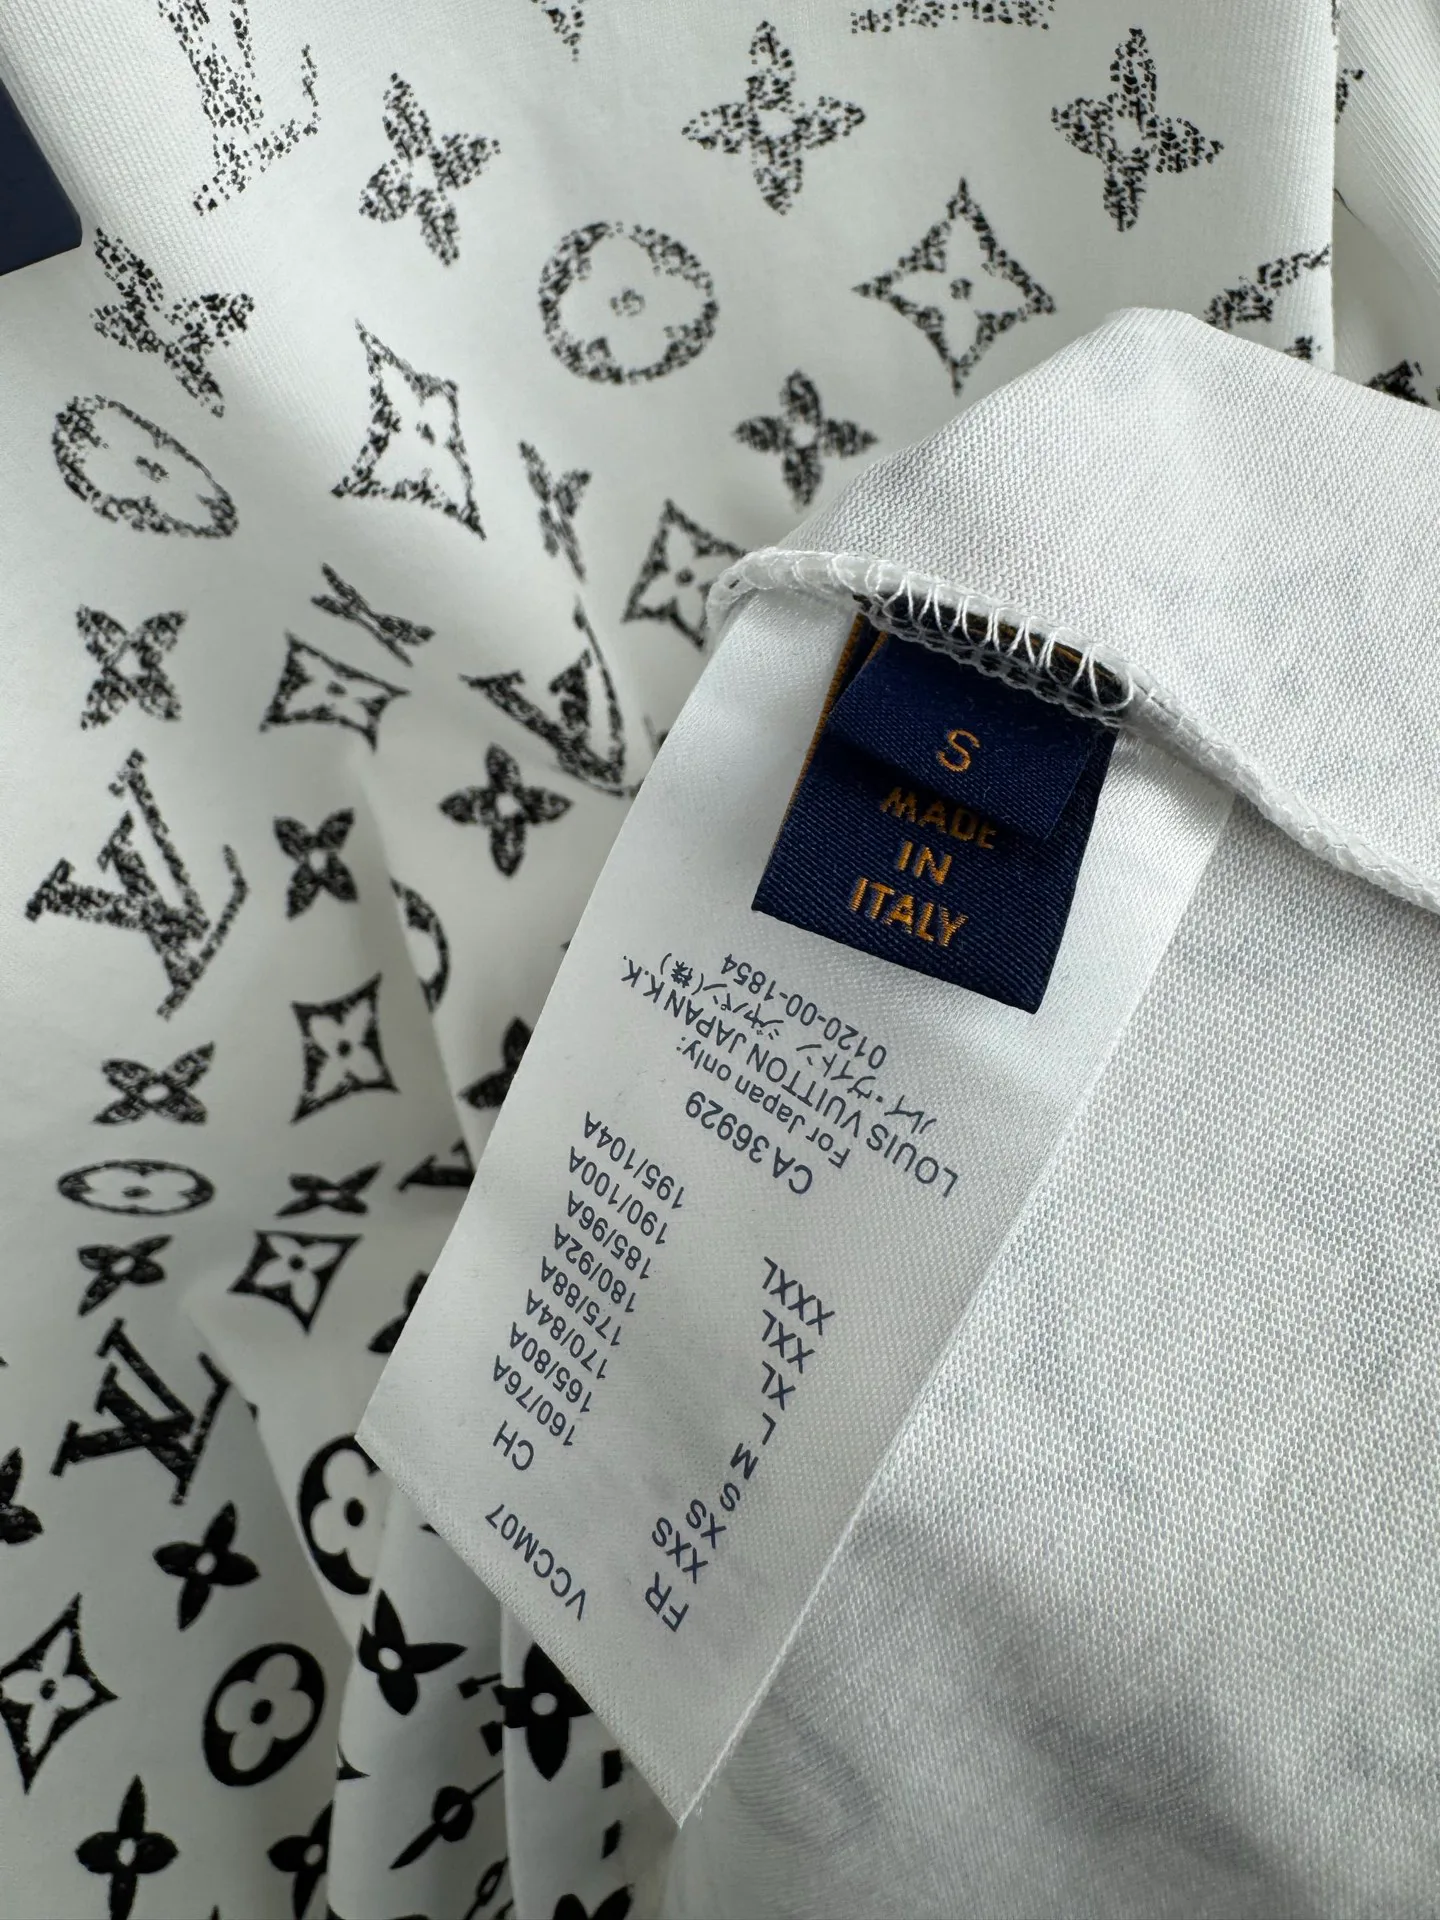 S
MADE
IN
ITALY
VCCM07
FR CH
XXS 160/76A
XS 165/80A
S 170/84A
M 175/88A
L 180/92A
XL 185/96A
XXL 190/100A
XXXL 195/104A
CA 36929
For Japan only:
LOUIS VUITTON JAPAN K.K.
ルイ・ヴィトン ジャパン(株)
0120-00-1854